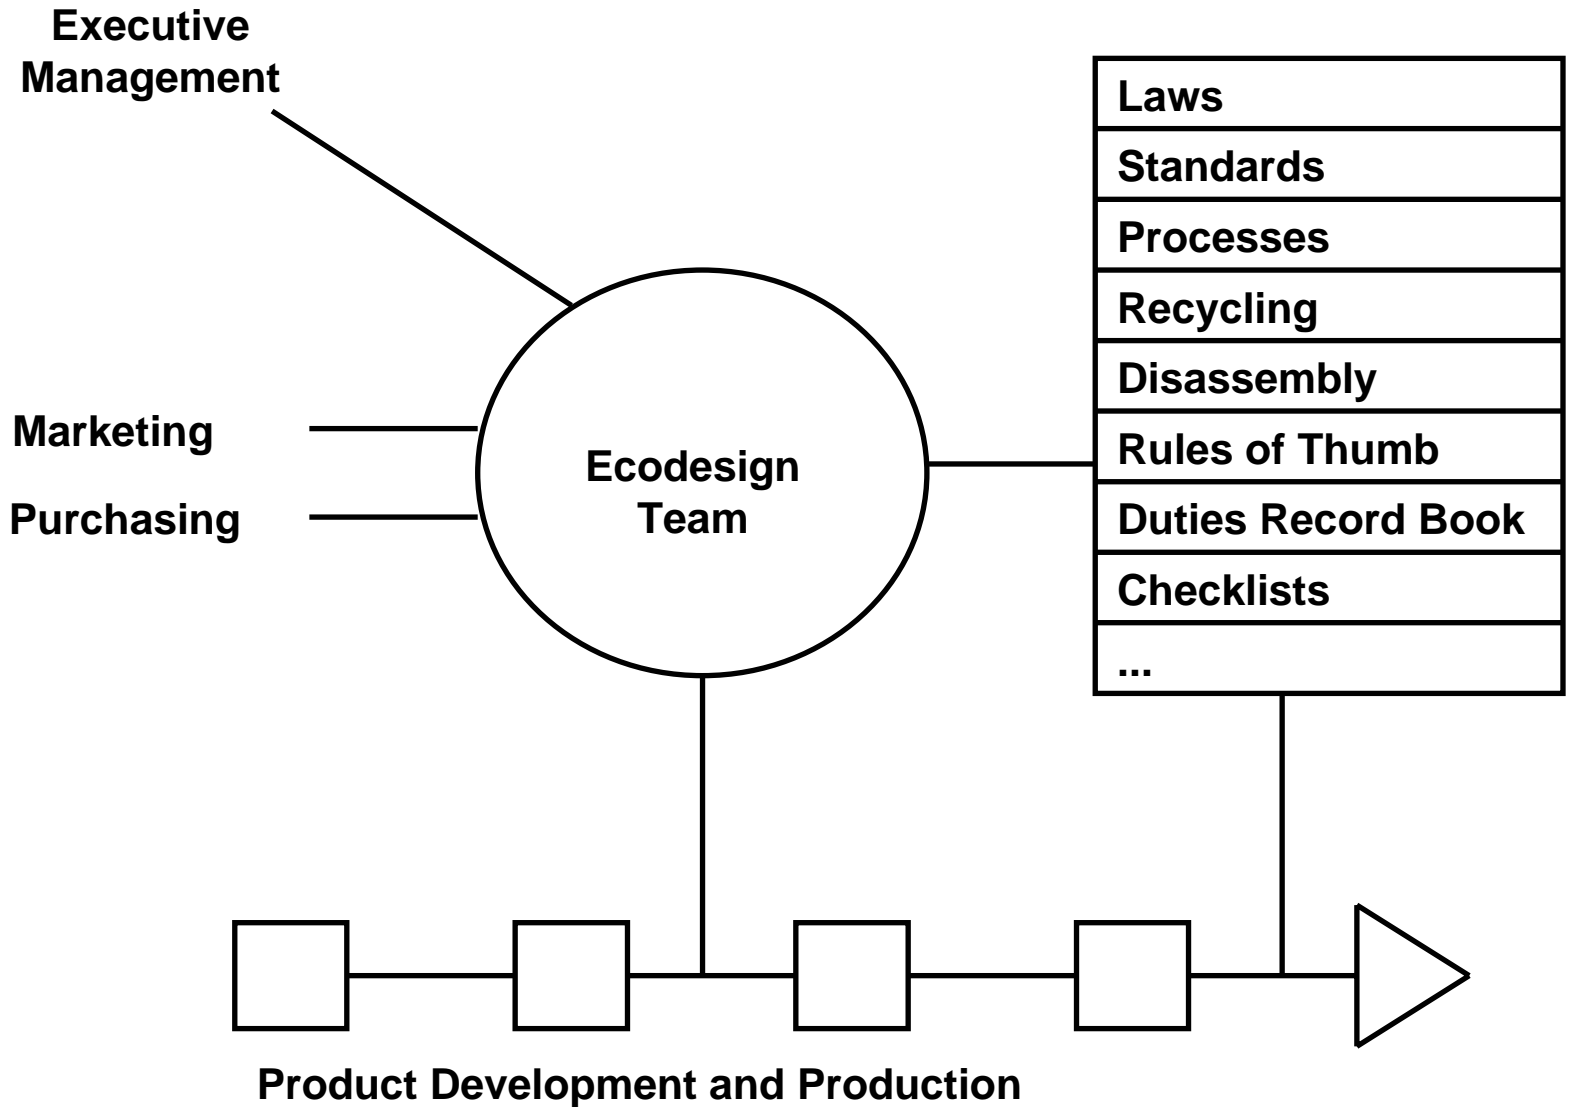 Executive
Management
Laws
Standards
Processes
Recycling
Disassembly
Rules of Thumb
Duties Record Book
Checklists
...
Marketing
Purchasing
Ecodesign
Team
Product Development and Production